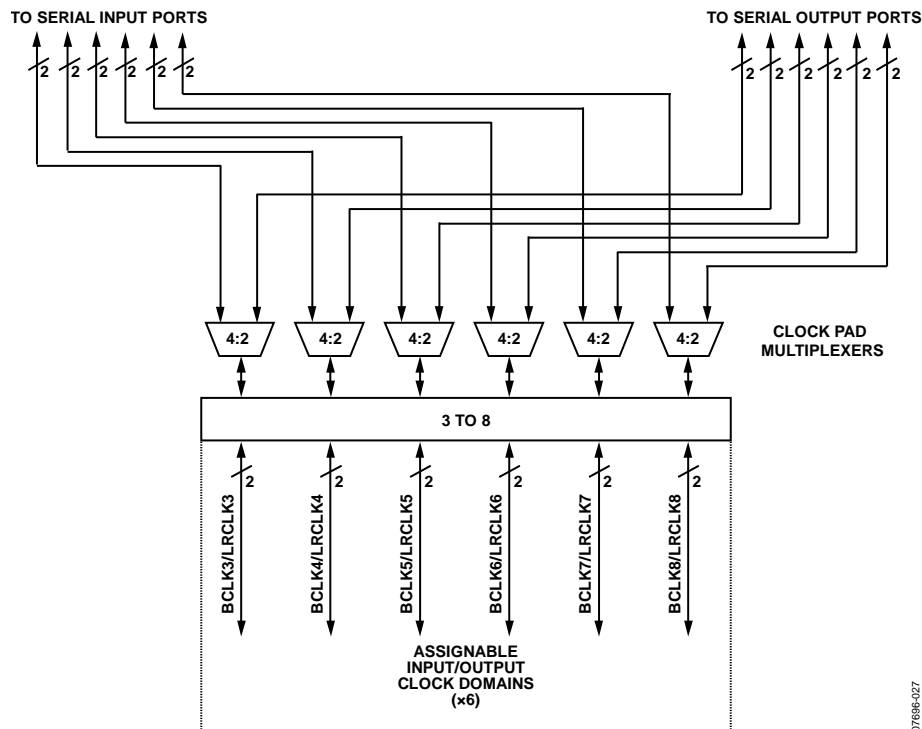 TO SERIAL INPUT PORTS
TO SERIAL OUTPUT PORTS
2 2 2 2 2 2
2 2 2 2 2 2
4:2 4:2 4:2 4:2 4:2 4:2
CLOCK PAD
MULTIPLEXERS
3 TO 8
2 2 2 2 2 2
BCLK3/LRCLK3
BCLK4/LRCLK4
BCLK5/LRCLK5
BCLK6/LRCLK6
BCLK7/LRCLK7
BCLK8/LRCLK8
ASSIGNABLE
INPUT/OUTPUT
CLOCK DOMAINS
(×6)
07696-027